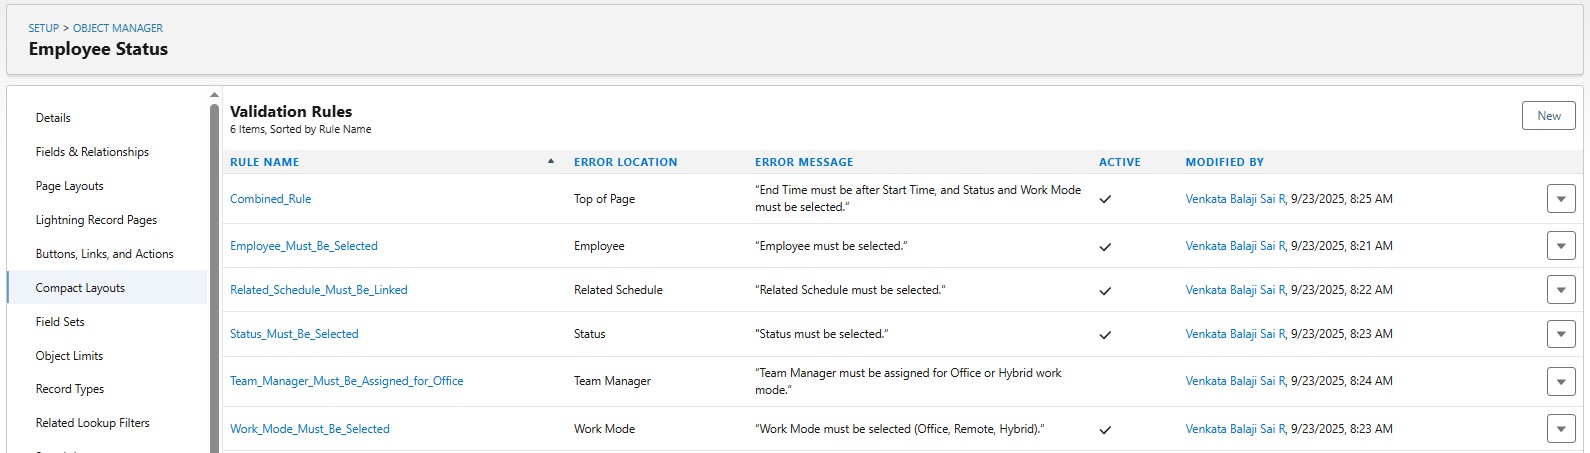 SETUP > OBJECT MANAGER
Employee Status
Details
Fields & Relationships
Page Layouts
Lightning Record Pages
Buttons, Links, and Actions
Compact Layouts
Field Sets
Object Limits
Record Types
Related Lookup Filters
Validation Rules
6 Items, Sorted by Rule Name
New
RULE NAME ERROR LOCATION ERROR MESSAGE ACTIVE MODIFIED BY
Combined_Rule Top of Page "End Time must be after Start Time, and Status and Work Mode
must be selected." Venkata Balaji Sai R, 9/23/2025, 8:25 AM
Employee_Must_Be_Selected Employee "Employee must be selected." Venkata Balaji Sai R, 9/23/2025, 8:21 AM
Related_Schedule_Must_Be_Linked Related Schedule "Related Schedule must be selected." Venkata Balaji Sai R, 9/23/2025, 8:22 AM
Status_Must_Be_Selected Status "Status must be selected." Venkata Balaji Sai R, 9/23/2025, 8:23 AM
Team_Manager_Must_Be_Assigned_for_Office Team Manager "Team Manager must be assigned for Office or Hybrid work
mode." Venkata Balaji Sai R, 9/23/2025, 8:24 AM
Work_Mode_Must_Be_Selected Work Mode "Work Mode must be selected (Office, Remote, Hybrid)." Venkata Balaji Sai R, 9/23/2025, 8:23 AM